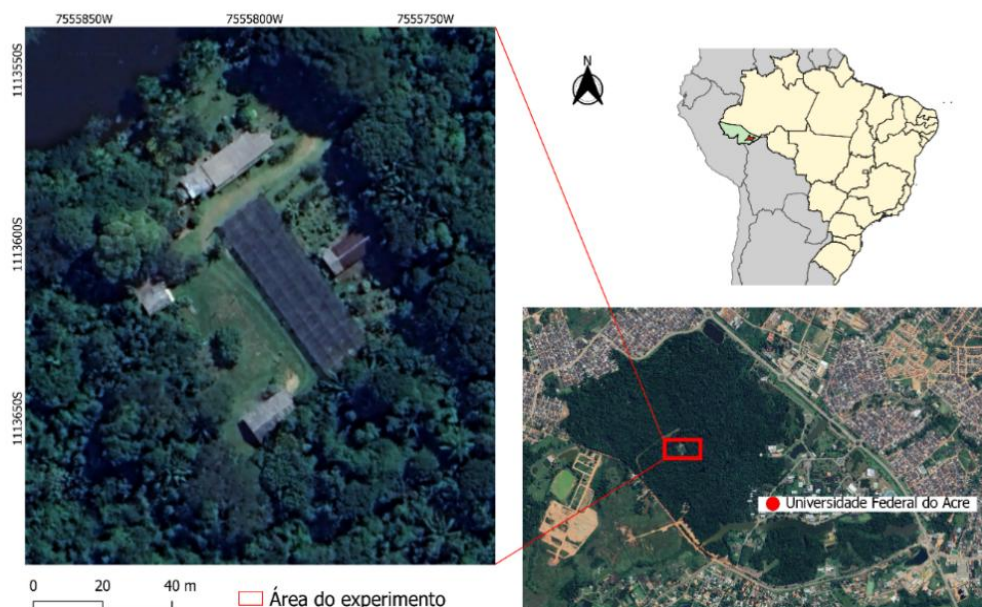 7555850W 7555800W 7555750W
1113550S
1113600S
1113650S
N
Universidade Federal do Acre
0 20 40 m
Área do experimento